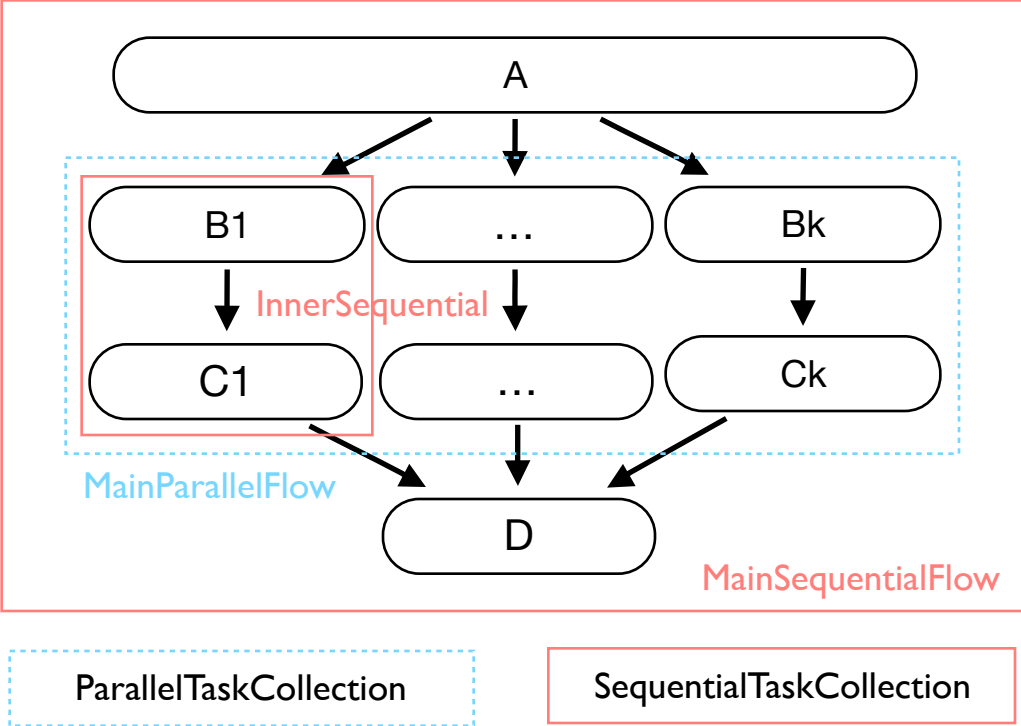 A
B1
...
Bk
InnerSequential
C1
...
Ck
MainParallelFlow
D
MainSequentialFlow
ParallelTaskCollection
SequentialTaskCollection